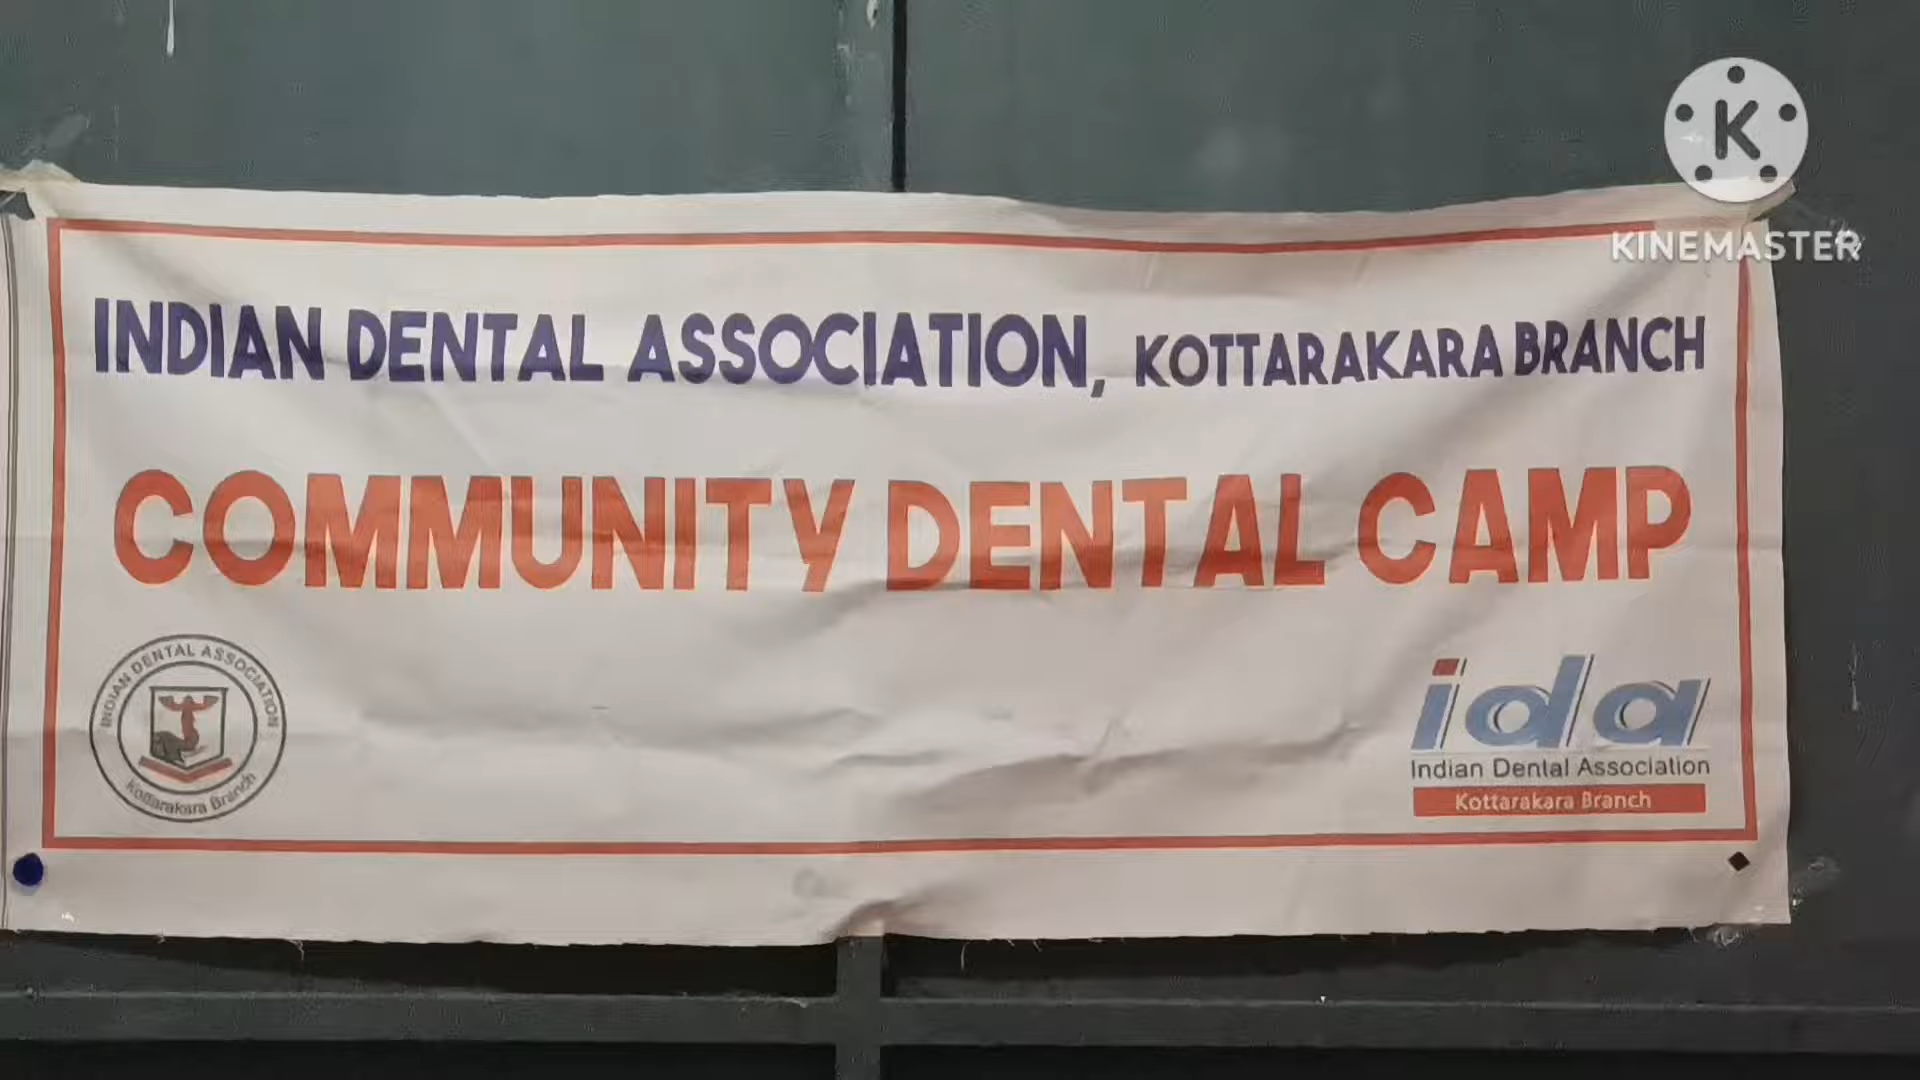 K
KINEMASTER
INDIAN DENTAL ASSOCIATION, KOTTARAKARA BRANCH
COMMUNITY DENTAL CAMP
INDIAN DENTAL ASSOCIATION
Kottarakara Branch
ida
Indian Dental Association
Kottarakara Branch